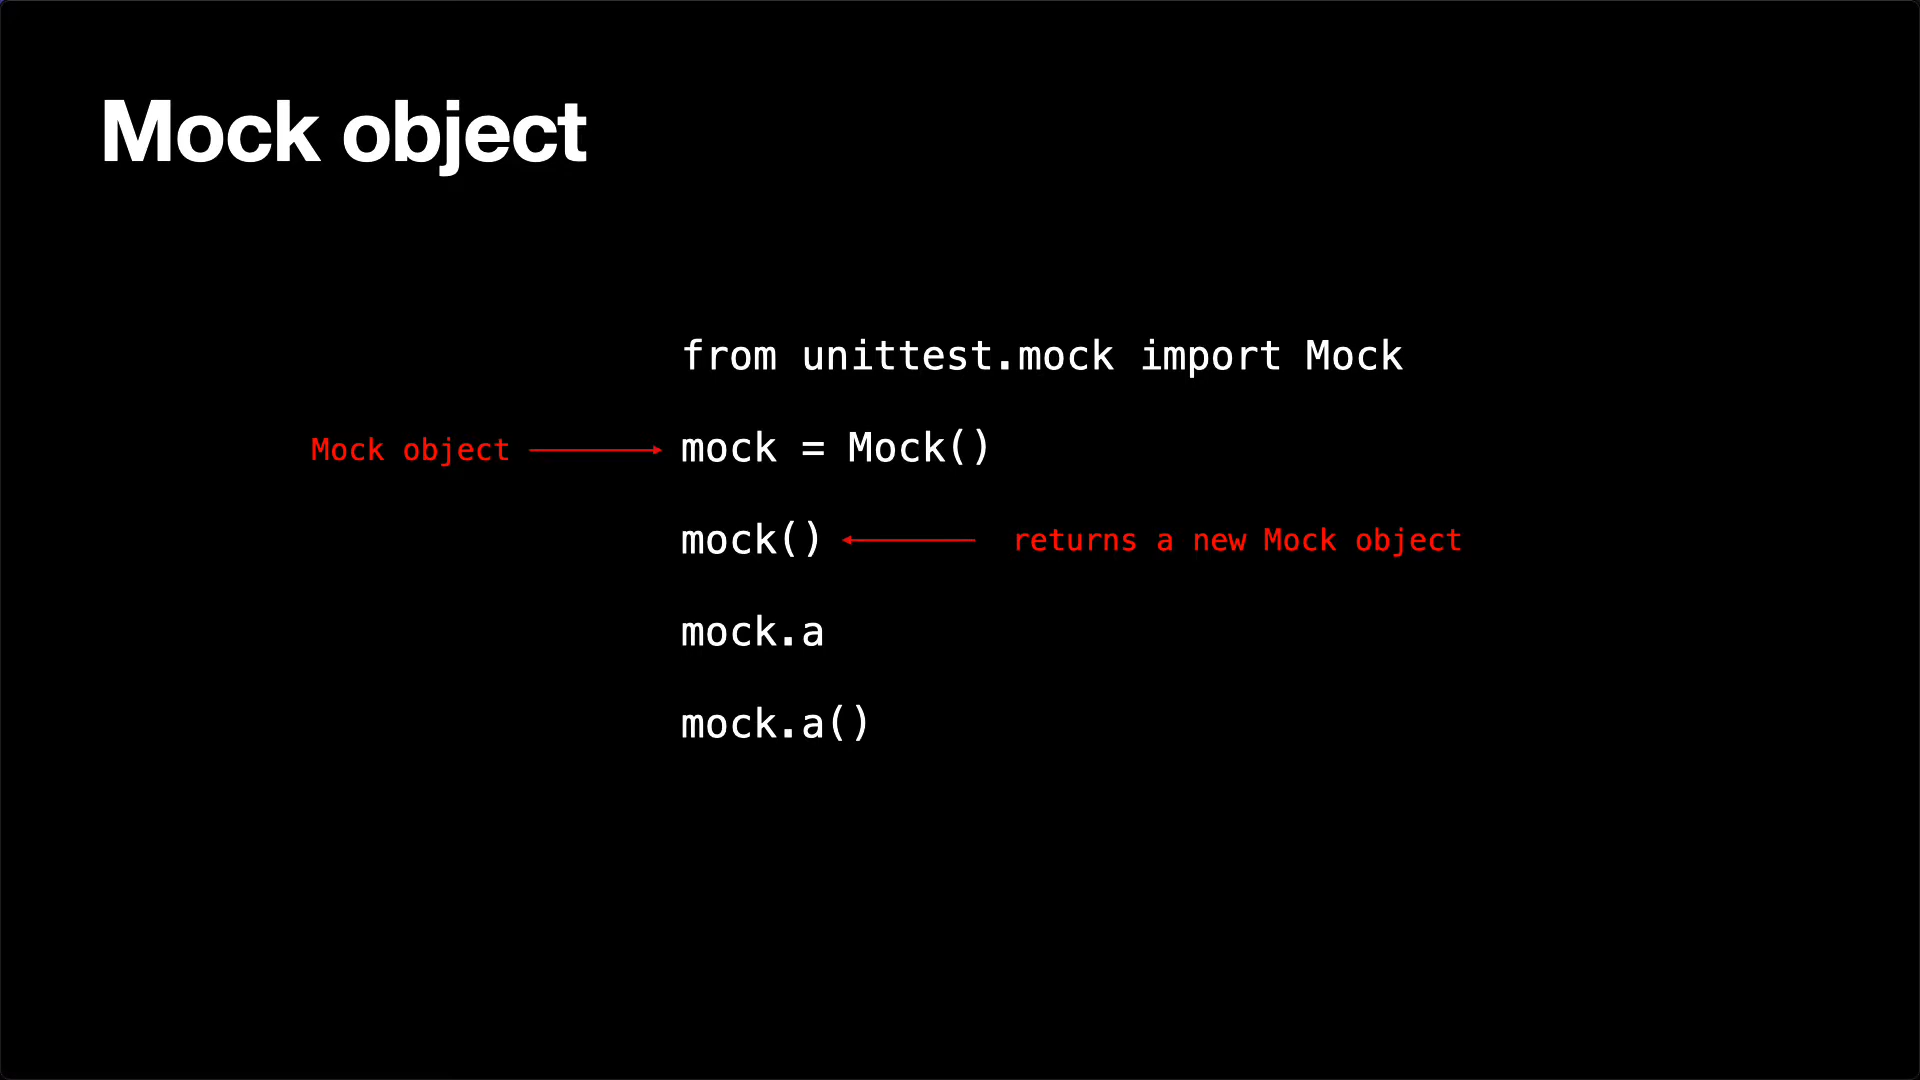 Mock object
from unittest.mock import Mock
Mock object mock = Mock()
mock() returns a new Mock object
mock.a
mock.a()